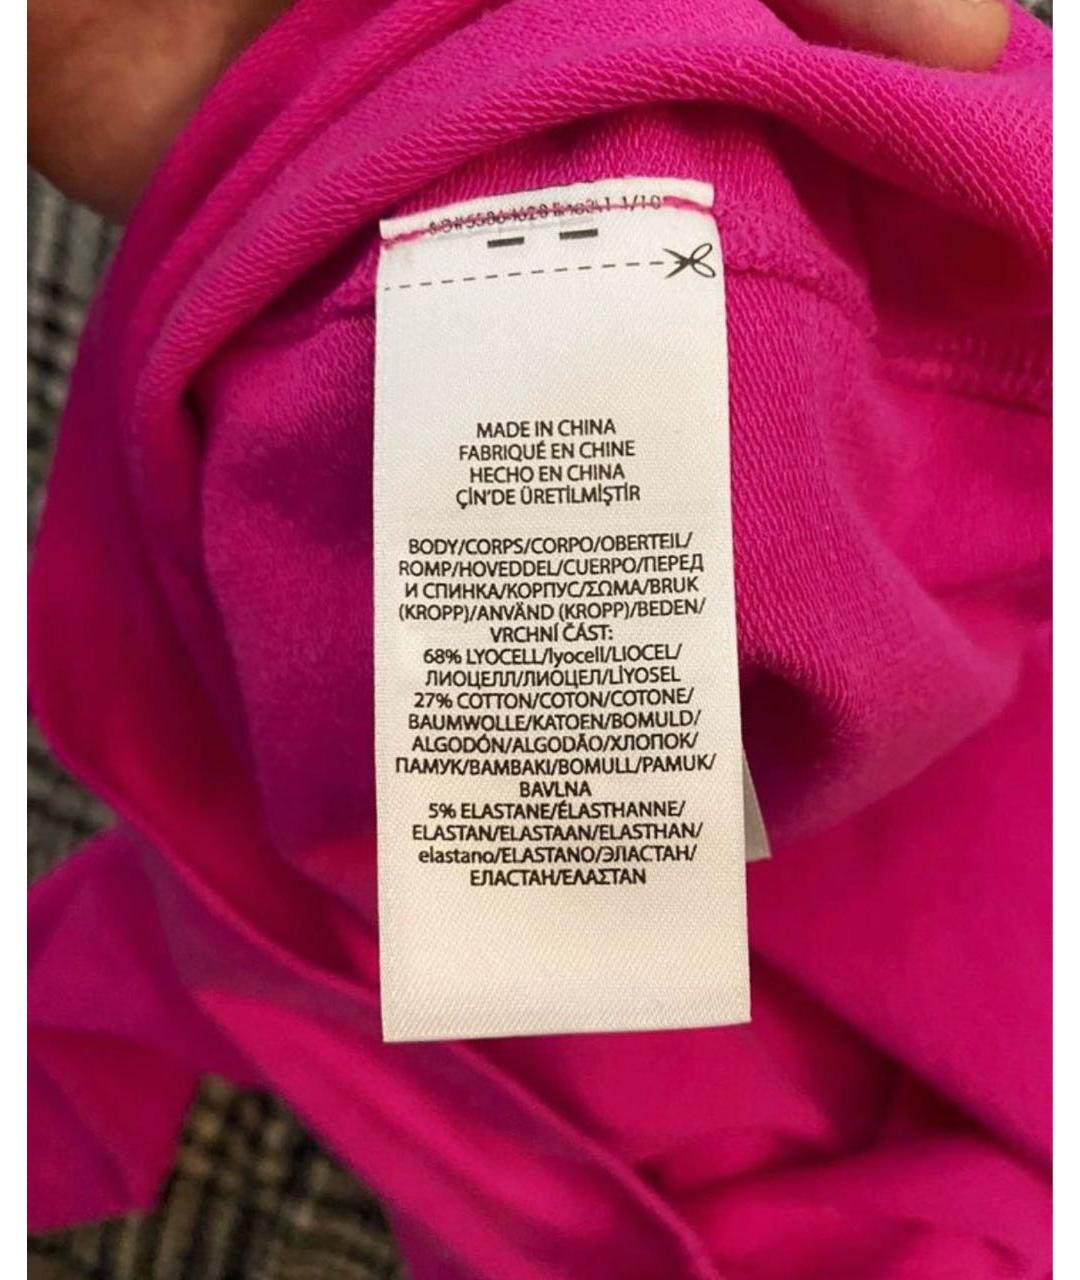 MADE IN CHINA
FABRIQUÉ EN CHINE
HECHO EN CHINA
ÇİN'DE ÜRETİLMİŞTİR
BODY/CORPS/CORPO/OBERTEIL/
ROMP/HOVEDDEL/CUERPO/ПЕРЕД
И СПИНКА/КОРПУС/ΣΩΜΑ/BRUK
(KROPP)/ANVÄND (KROPP)/BEDEN/
VRCHNÍ ČÁST:
68% LYOCELL/lyocell/LIOCEL/
ЛИОЦЕЛЛ/ЛИОЦЕЛ/LİYOSEL
27% COTTON/COTON/COTONE/
BAUMWOLLE/KATOEN/BOMULD/
ALGODÓN/ALGODÃO/ХЛОПОК/
ПАМУК/ΒΑΜΒΑΚΙ/BOMULL/PAMUK/
BAVLNA
5% ELASTANE/ÉLASTHANNE/
ELASTAN/ELASTAAN/ELASTHAN/
elastano/ELASTANO/ЭЛАСТАН/
ЕЛАСТАН/ΕΛΑΣΤΑΝ